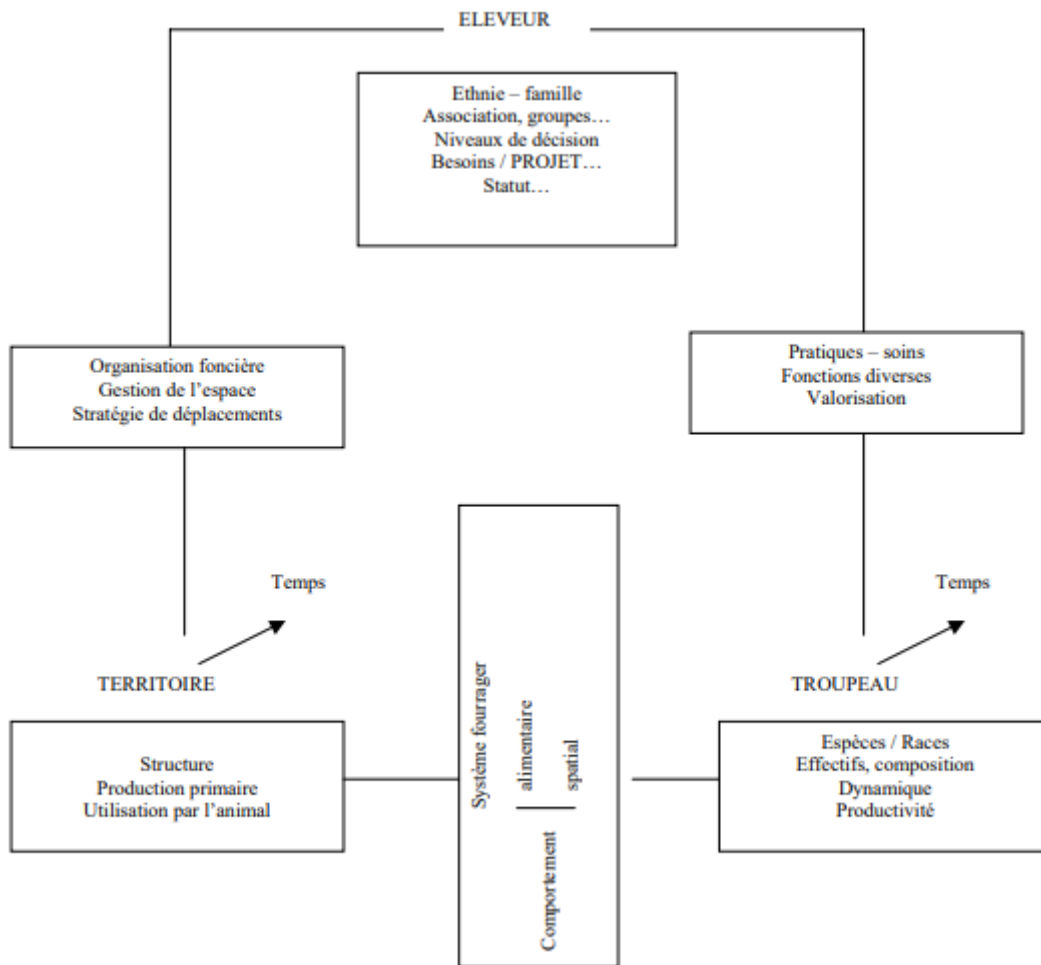 ELEVEUR
Ethnie – famille
Association, groupes…
Niveaux de décision
Besoins / PROJET…
Statut…
Organisation foncière
Gestion de l’espace
Stratégie de déplacements
Pratiques – soins
Fonctions diverses
Valorisation
Temps
TERRITOIRE
Temps
TROUPEAU
Structure
Production primaire
Utilisation par l’animal
Système fourrager
Comportement
alimentaire
spatial
Espèces / Races
Effectifs, composition
Dynamique
Productivité